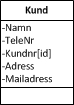 Kund
-Namn
-TeleNr
-Kundnr[id]
-Adress
-Mailadress